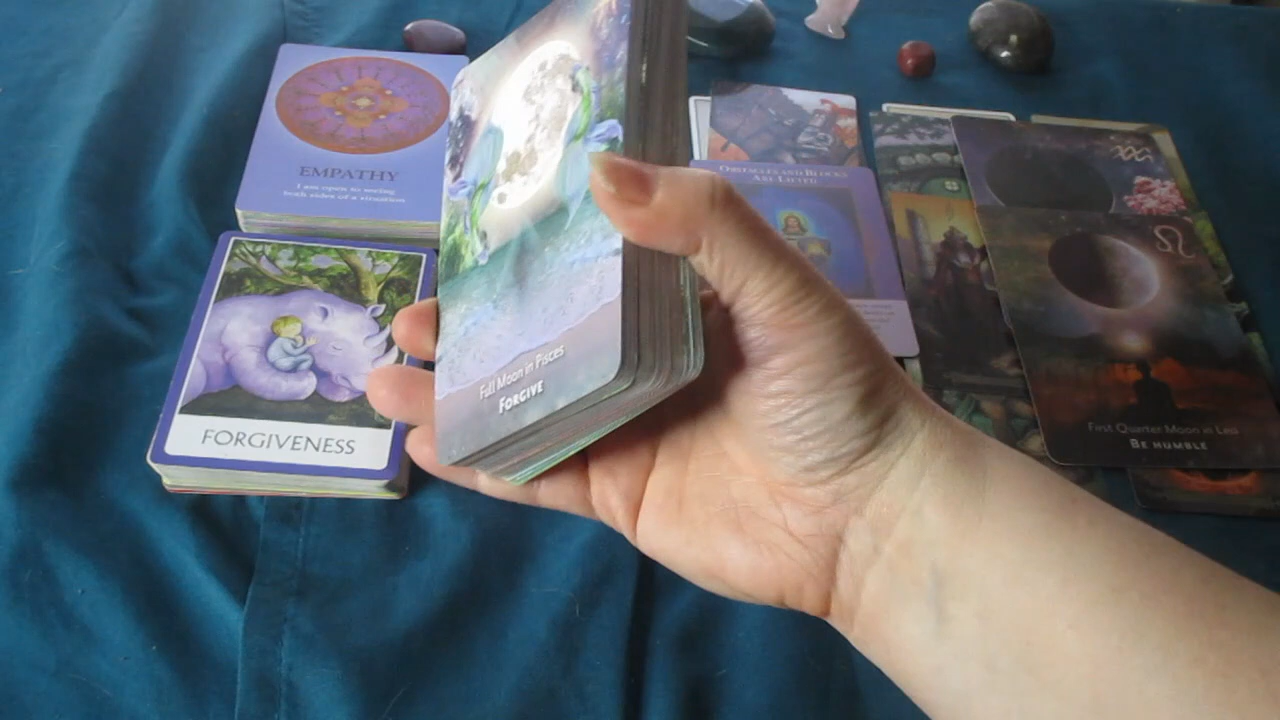 EMPATHY
I am open to seeing
both sides of a situation
FORGIVENESS
Full Moon in Pisces
FORGIVE
OBSTACLES AND BLOCKS
ARE LIFTED
First Quarter Moon in Leo
BE HUMBLE